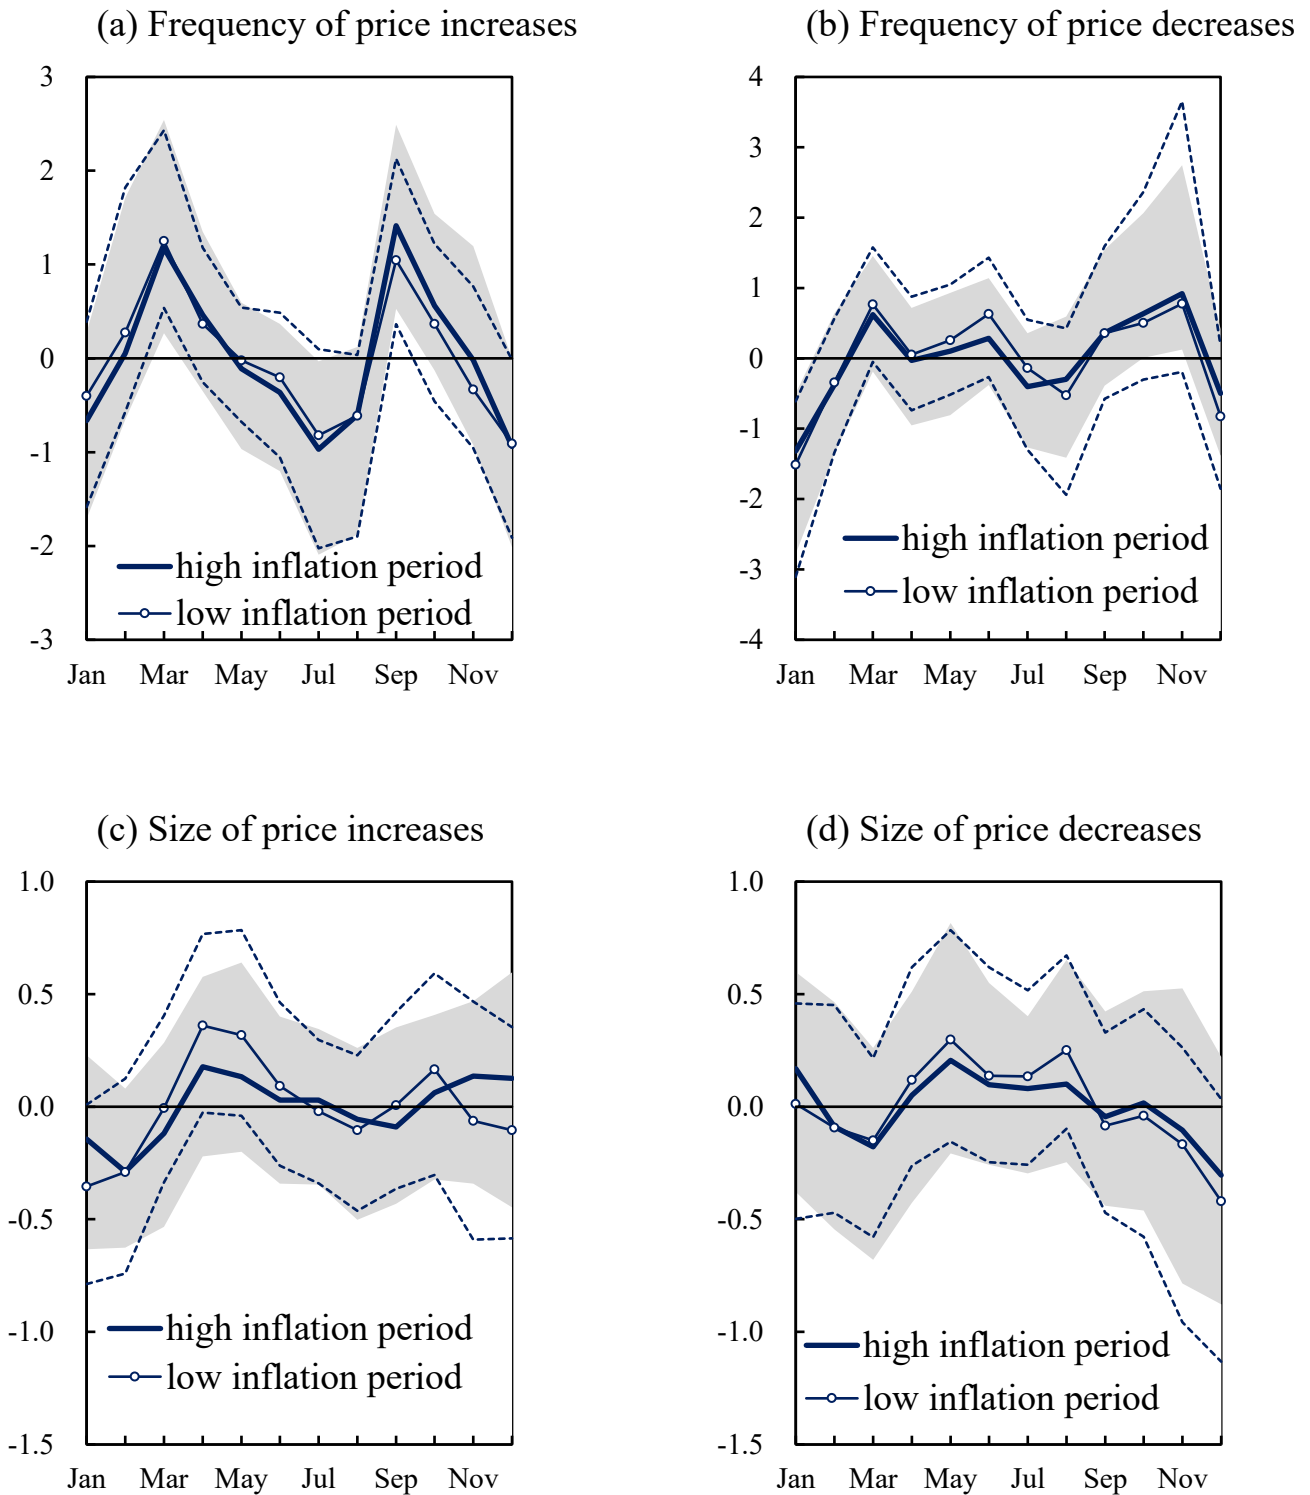 (a) Frequency of price increases
3
2
1
0
-1
-2
-3
high inflation period
low inflation period
Jan Mar May Jul Sep Nov
(b) Frequency of price decreases
4
3
2
1
0
-1
-2
-3
-4
high inflation period
low inflation period
Jan Mar May Jul Sep Nov
(c) Size of price increases
1.0
0.5
0.0
-0.5
-1.0
-1.5
high inflation period
low inflation period
Jan Mar May Jul Sep Nov
(d) Size of price decreases
1.0
0.5
0.0
-0.5
-1.0
-1.5
high inflation period
low inflation period
Jan Mar May Jul Sep Nov